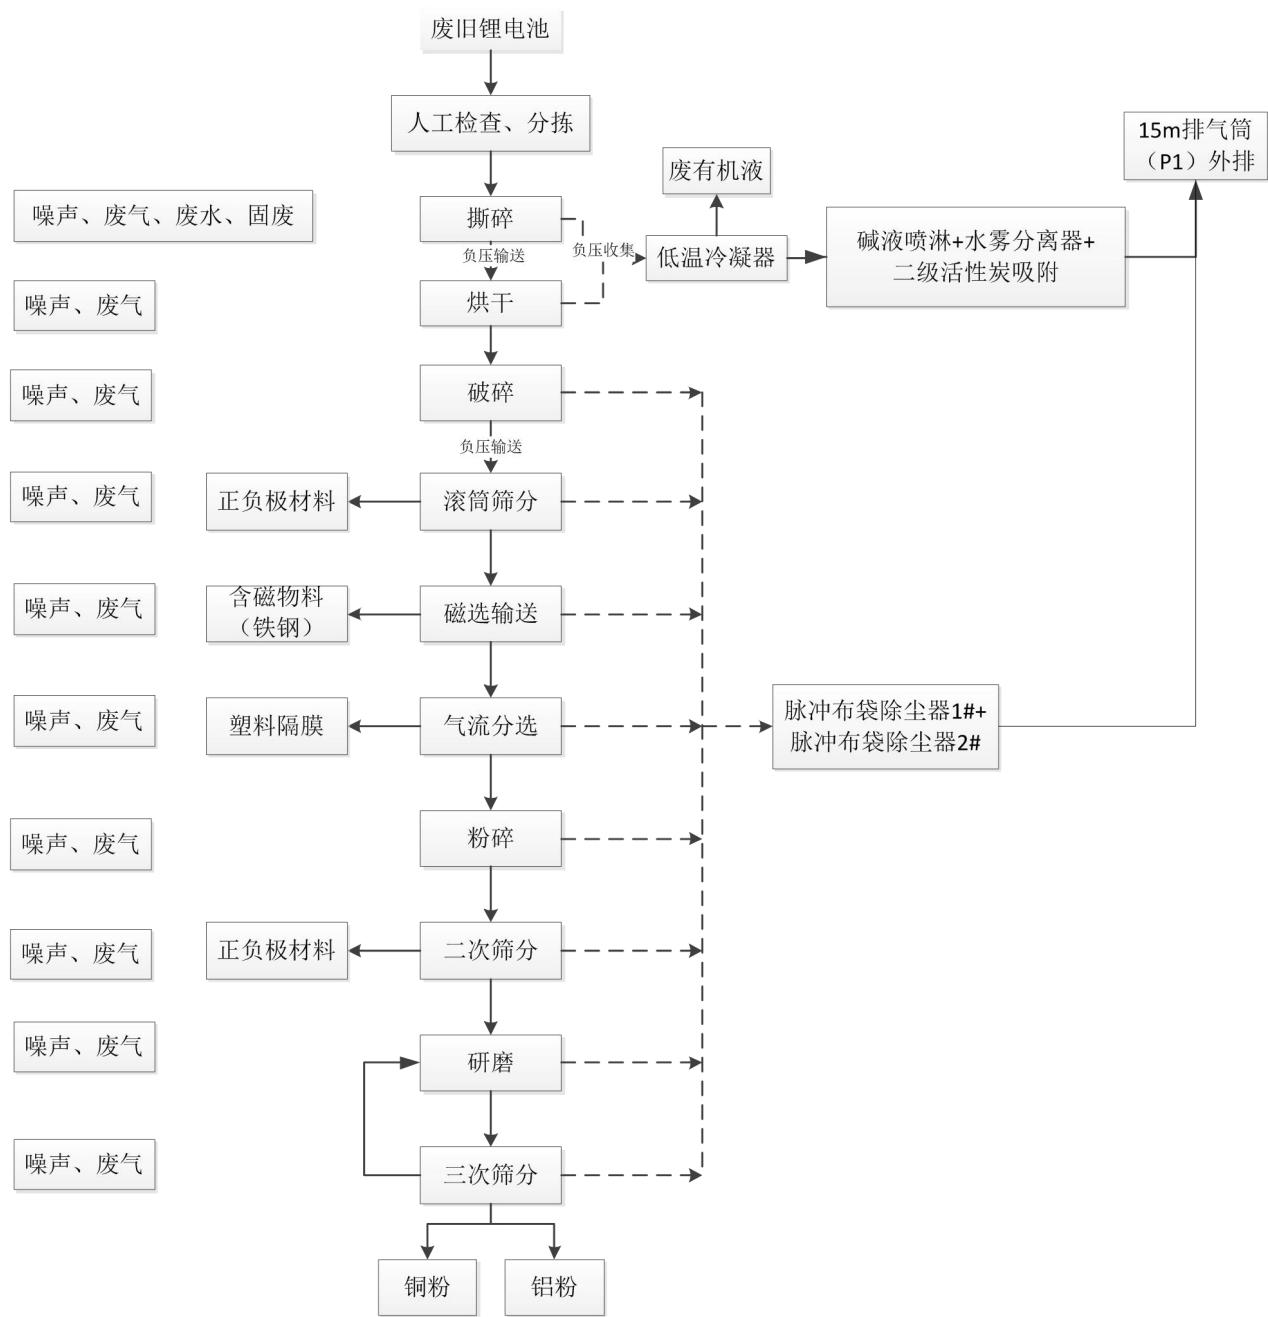 废旧锂电池
人工检查、分拣
15m排气筒
（P1）外排
废有机液
噪声、废气、废水、固废
撕碎
负压收集
低温冷凝器
碱液喷淋+水雾分离器+
二级活性炭吸附
负压输送
噪声、废气
烘干
噪声、废气
破碎
负压输送
噪声、废气
正负极材料
滚筒筛分
噪声、废气
含磁物料
（铁钢）
磁选输送
噪声、废气
塑料隔膜
气流分选
脉冲布袋除尘器1#+
脉冲布袋除尘器2#
噪声、废气
粉碎
噪声、废气
正负极材料
二次筛分
噪声、废气
研磨
噪声、废气
三次筛分
铜粉
铝粉